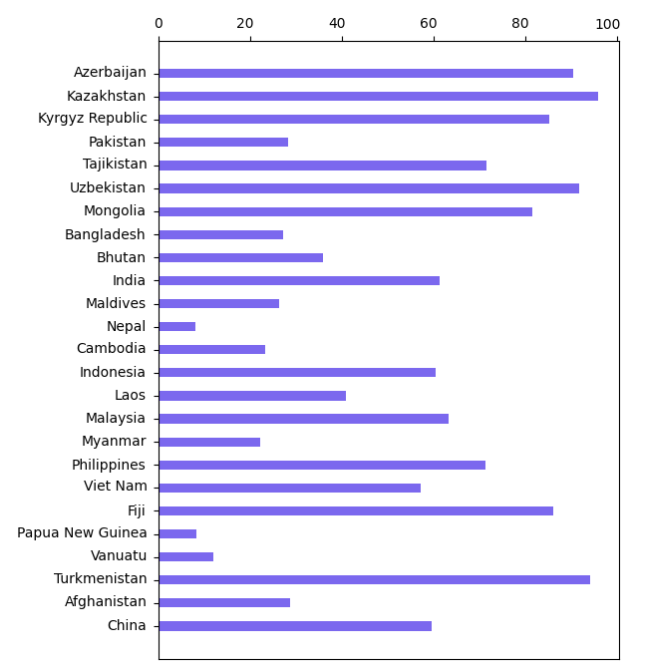 0 20 40 60 80 100
Azerbaijan
Kazakhstan
Kyrgyz Republic
Pakistan
Tajikistan
Uzbekistan
Mongolia
Bangladesh
Bhutan
India
Maldives
Nepal
Cambodia
Indonesia
Laos
Malaysia
Myanmar
Philippines
Viet Nam
Fiji
Papua New Guinea
Vanuatu
Turkmenistan
Afghanistan
China